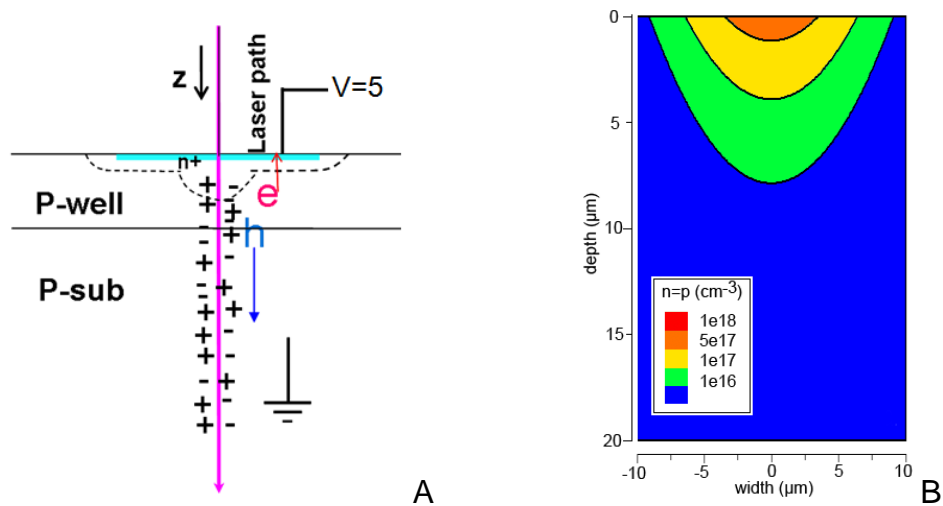 z
Laser path
V=5
n+
e
P-well
h
P-sub
A
0
5
10
15
20
depth (µm)
n=p (cm-3)
1e18
5e17
1e17
1e16
-10
-5
0
5
10
width (µm)
B